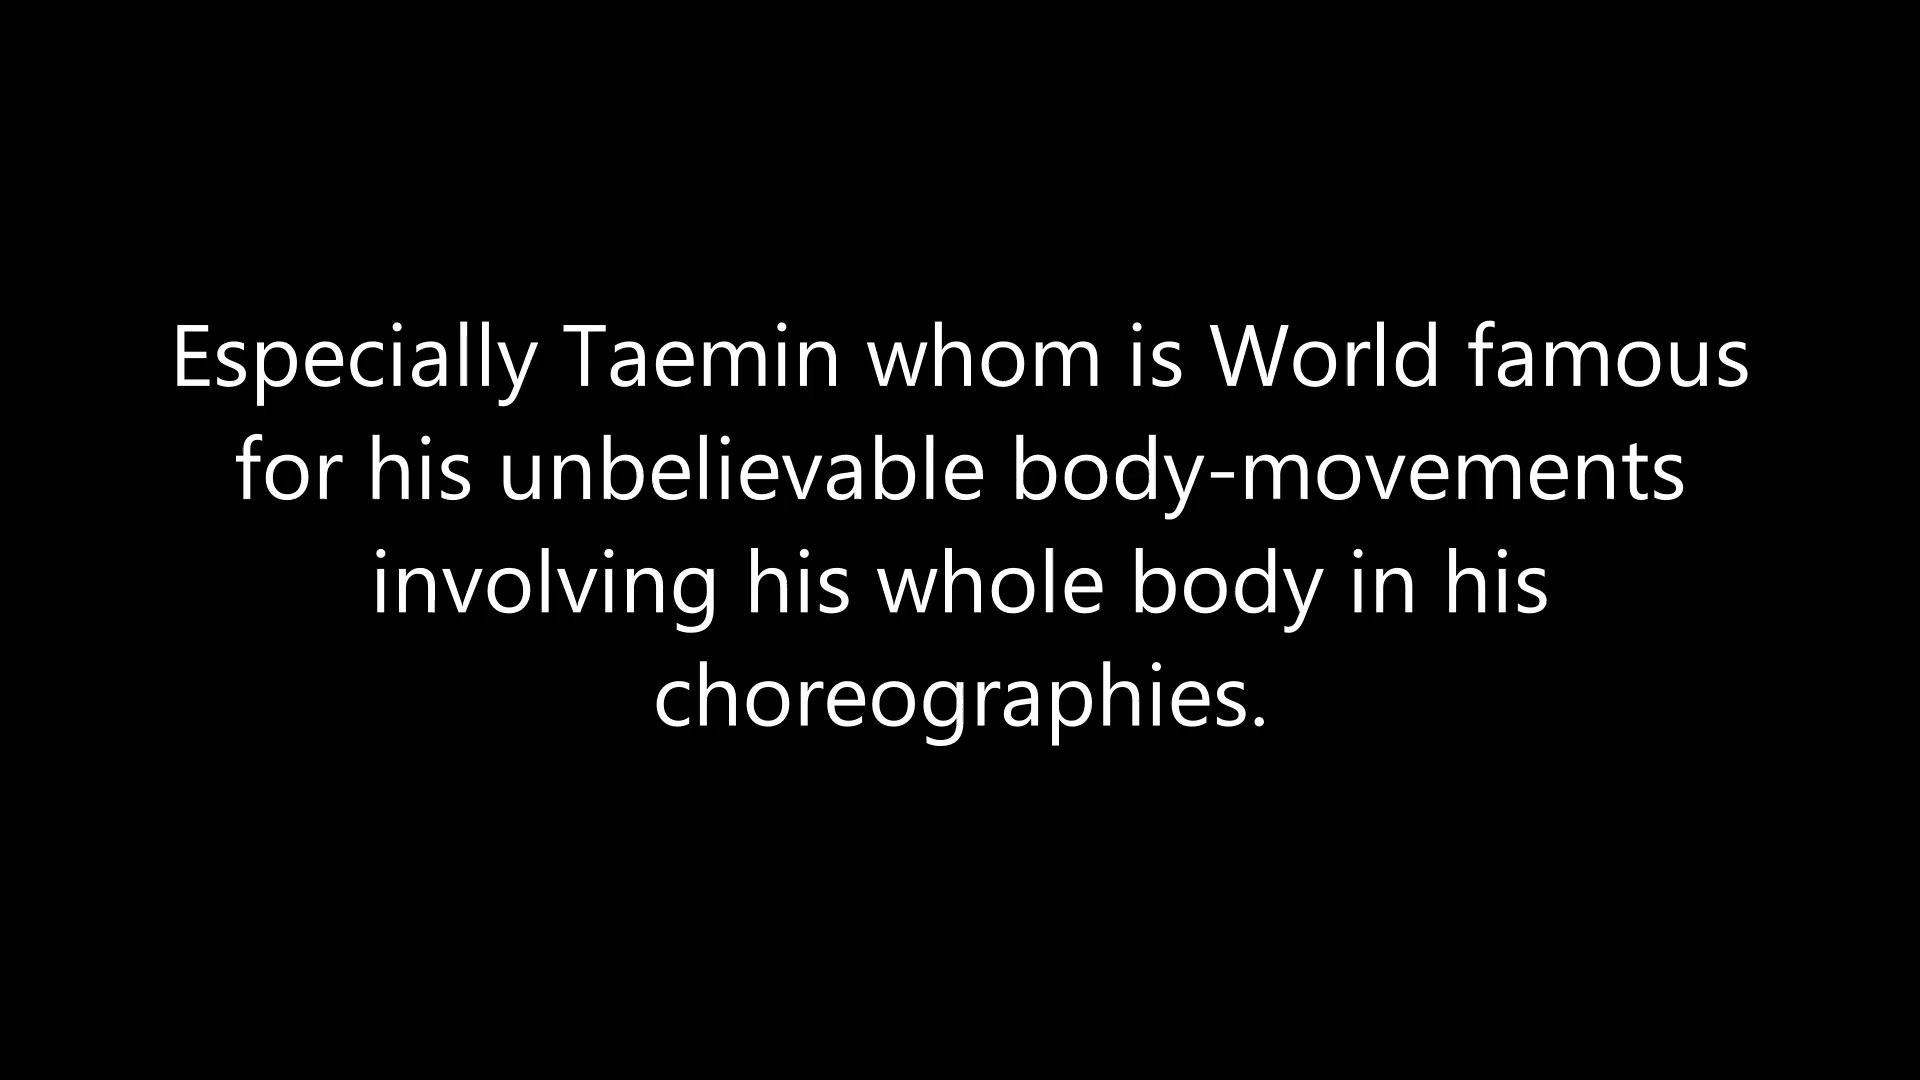 Especially Taemin whom is World famous
for his unbelievable body-movements
involving his whole body in his
choreographies.